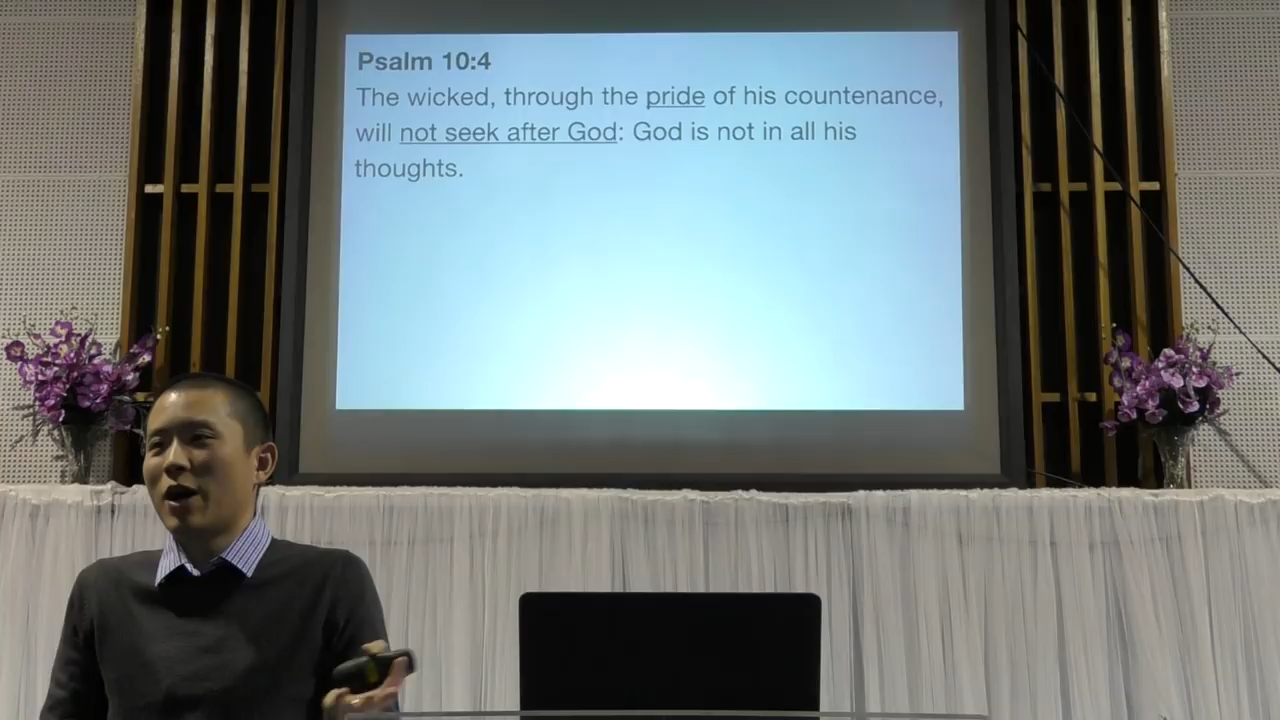 Psalm 10:4
The wicked, through the pride of his countenance,
will not seek after God: God is not in all his
thoughts.